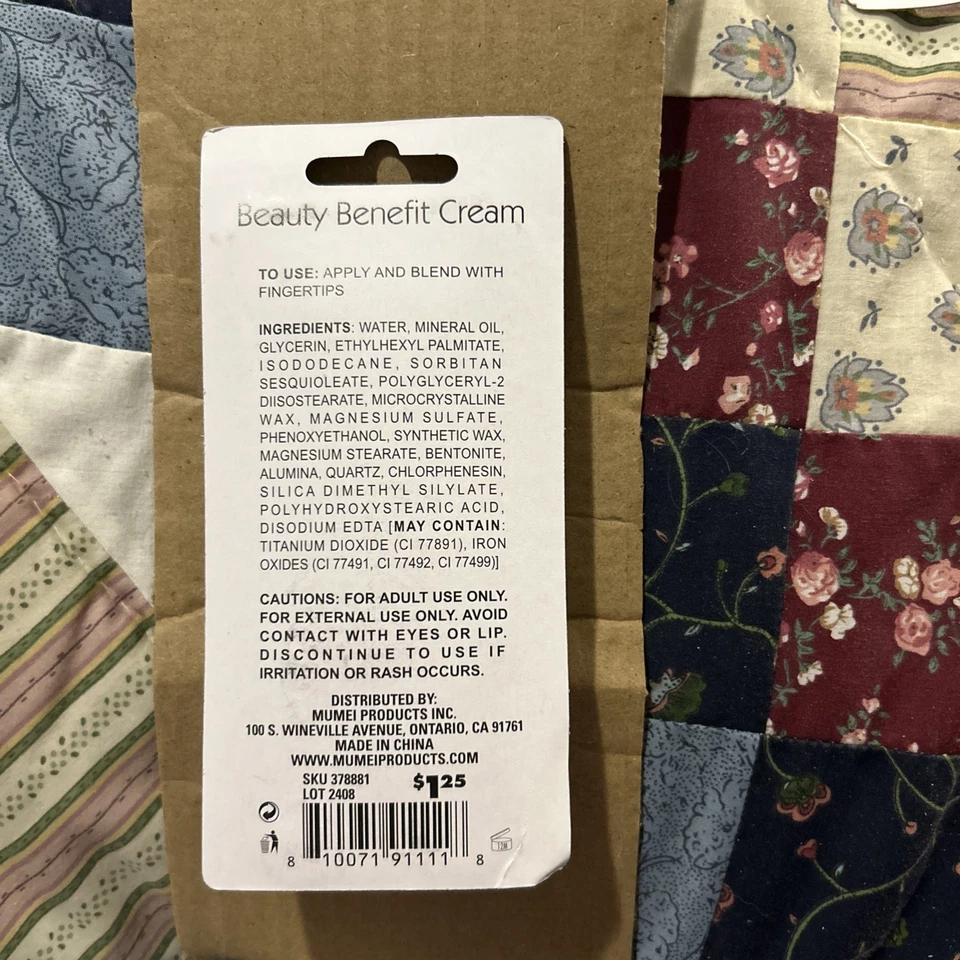 Beauty Benefit Cream
TO USE: APPLY AND BLEND WITH
FINGERTIPS
INGREDIENTS: WATER, MINERAL OIL,
GLYCERIN, ETHYLHEXYL PALMITATE,
ISODODECANE, SORBITAN
SESQUIOLEATE, POLYGLYCERYL-2
DIISOSTEARATE, MICROCRYSTALLINE
WAX, MAGNESIUM SULFATE,
PHENOXYETHANOL, SYNTHETIC WAX,
MAGNESIUM STEARATE, BENTONITE,
ALUMINA, QUARTZ, CHLORPHENESIN,
SILICA DIMETHYL SILYLATE,
POLYHYDROXYSTEARIC ACID,
DISODIUM EDTA [MAY CONTAIN:
TITANIUM DIOXIDE (CI 77891), IRON
OXIDES (CI 77491, CI 77492, CI 77499)]
CAUTIONS: FOR ADULT USE ONLY.
FOR EXTERNAL USE ONLY. AVOID
CONTACT WITH EYES OR LIP.
DISCONTINUE TO USE IF
IRRITATION OR RASH OCCURS.
DISTRIBUTED BY:
MUMEI PRODUCTS INC.
100 S. WINEVILLE AVENUE, ONTARIO, CA 91761
MADE IN CHINA
WWW.MUMEIPRODUCTS.COM
SKU 378881 $1.25
LOT 2408
12M
8 10071 91111 8